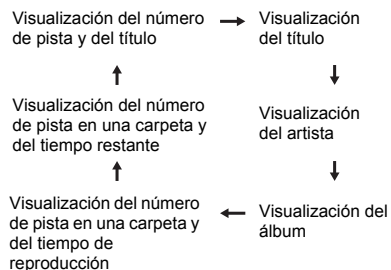 Visualización del número
de pista y del título
Visualización
del título
Visualización
del artista
Visualización del
álbum
Visualización del número
de pista en una carpeta y
del tiempo de
reproducción
Visualización del número
de pista en una carpeta y
del tiempo restante